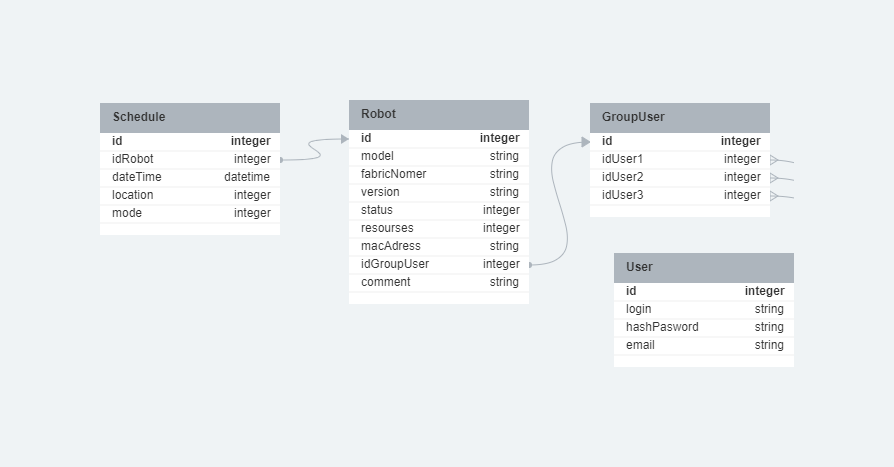 Schedule
id integer
idRobot integer
dateTime datetime
location integer
mode integer
Robot
id integer
model string
fabricNomer string
version string
status integer
resourses integer
macAdress string
idGroupUser integer
comment string
GroupUser
id integer
idUser1 integer
idUser2 integer
idUser3 integer
User
id integer
login string
hashPasword string
email string